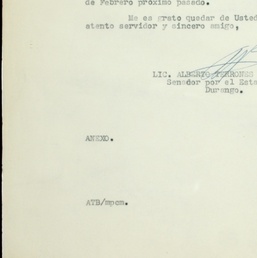 de Febrero próximo pasado.
Me es grato quedar de Usted
atento servidor y sincero amigo,
LIC. ALBERTO TERRONES
Senador por el Esta
Durango.
ANEXO.
ATB/mpcm.